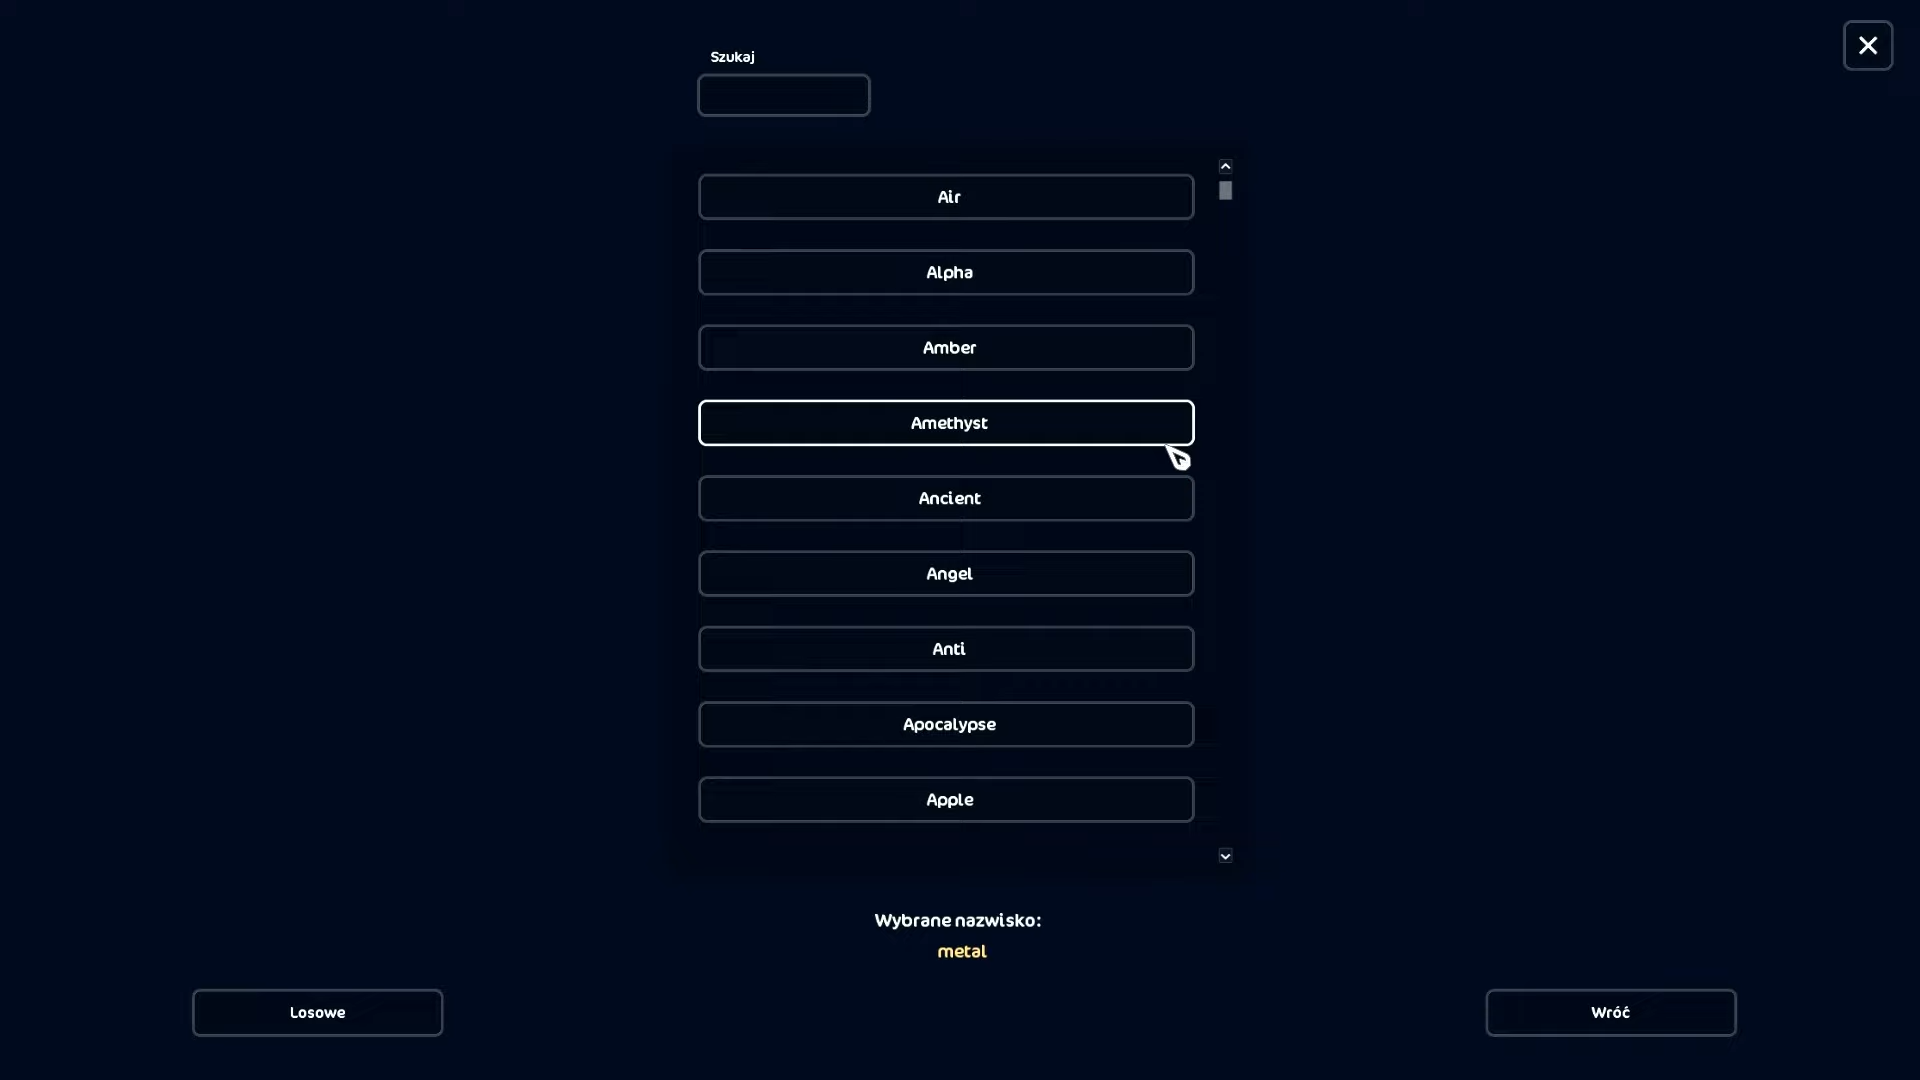 Szukaj
Air
Alpha
Amber
Amethyst
Ancient
Angel
Anti
Apocalypse
Apple
Wybrane nazwisko:
metal
Losowe
Wróć